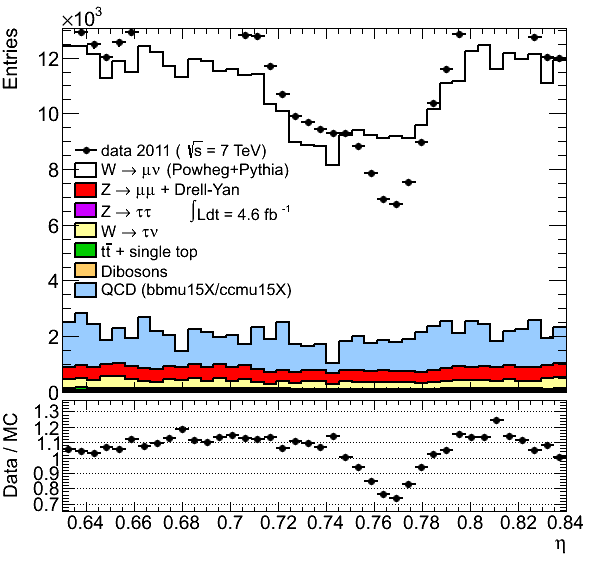 ×10³
Entries
12
10
8
6
4
2
0
data 2011 ( √s = 7 TeV)
W → μν (Powheg+Pythia)
Z → μμ + Drell-Yan
Z → ττ ∫Ldt = 4.6 fb⁻¹
W → τν
tt̄ + single top
Dibosons
QCD (bbmu15X/ccmu15X)
Data / MC
1.3
1.2
1.1
1
0.9
0.8
0.7
0.64 0.66 0.68 0.7 0.72 0.74 0.76 0.78 0.8 0.82 0.84
η